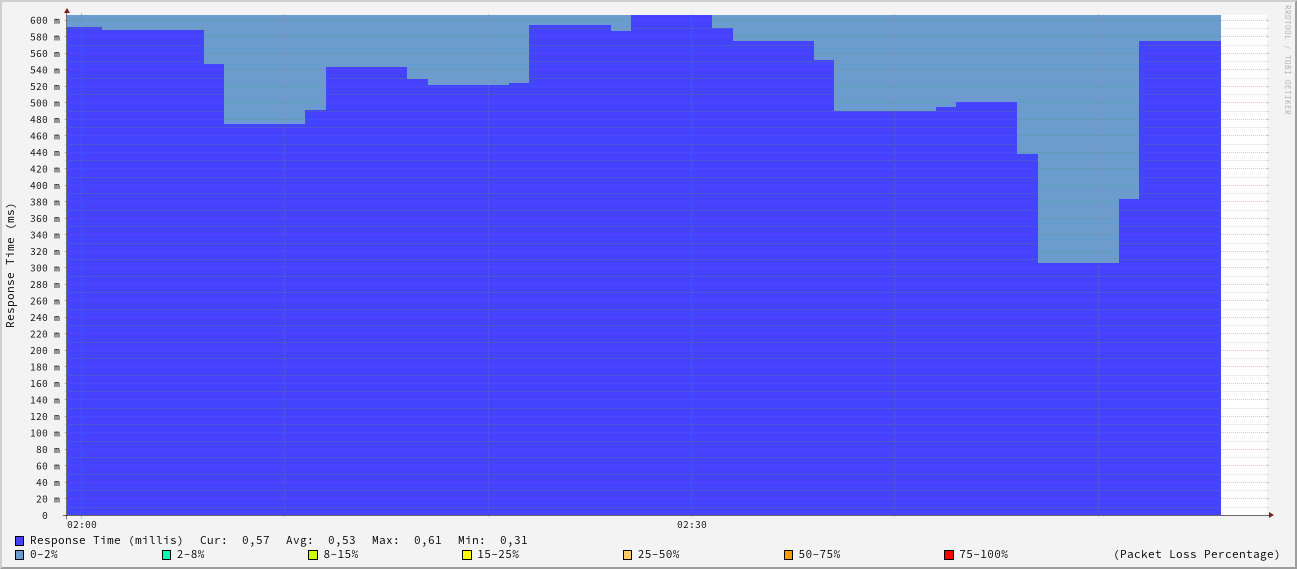 RRDTOOL / TOBI OETIKER
Response Time (ms)
600 m
580 m
560 m
540 m
520 m
500 m
480 m
460 m
440 m
420 m
400 m
380 m
360 m
340 m
320 m
300 m
280 m
260 m
240 m
220 m
200 m
180 m
160 m
140 m
120 m
100 m
80 m
60 m
40 m
20 m
0
02:00 02:30
Response Time (millis) Cur: 0,57 Avg: 0,53 Max: 0,61 Min: 0,31
0-2% 2-8% 8-15% 15-25% 25-50% 50-75% 75-100% (Packet Loss Percentage)